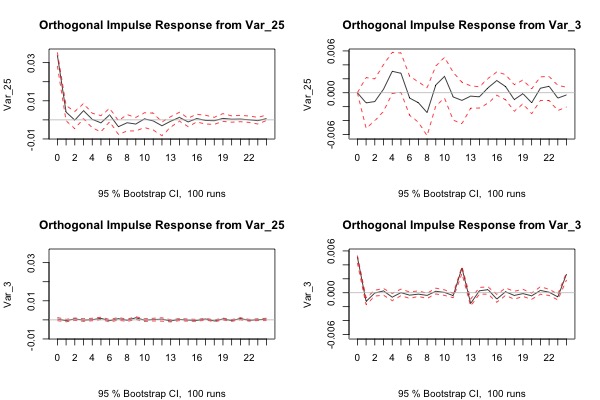 Orthogonal Impulse Response from Var_25
Var_25
0.03
0.01
-0.01
0 2 4 6 8 10 13 16 19 22
95 % Bootstrap CI, 100 runs
Orthogonal Impulse Response from Var_3
Var_25
0.006
0.000
-0.006
0 2 4 6 8 10 13 16 19 22
95 % Bootstrap CI, 100 runs
Orthogonal Impulse Response from Var_25
Var_3
0.03
0.01
-0.01
0 2 4 6 8 10 13 16 19 22
95 % Bootstrap CI, 100 runs
Orthogonal Impulse Response from Var_3
Var_3
0.006
0.000
-0.006
0 2 4 6 8 10 13 16 19 22
95 % Bootstrap CI, 100 runs